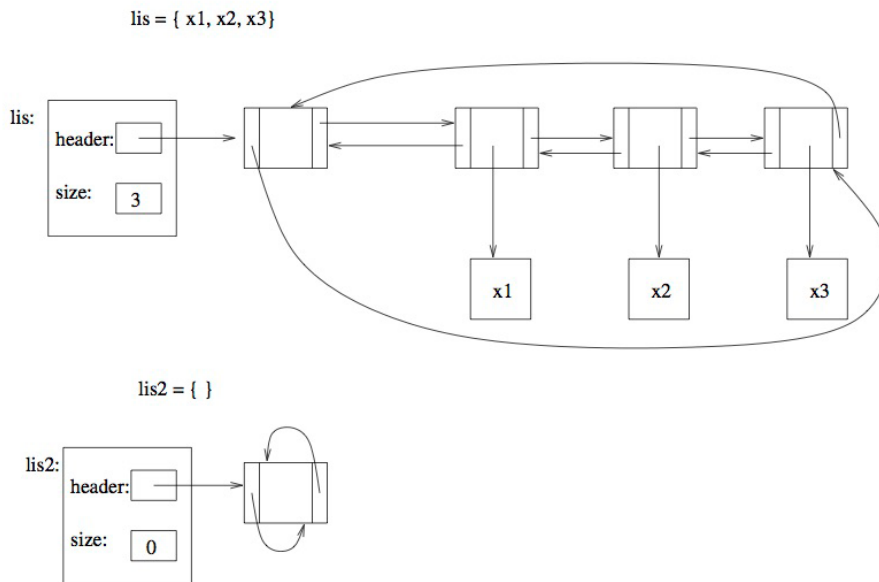 lis = { x1, x2, x3}
lis:
header:
size:
3
x1
x2
x3
lis2 = { }
lis2:
header:
size:
0